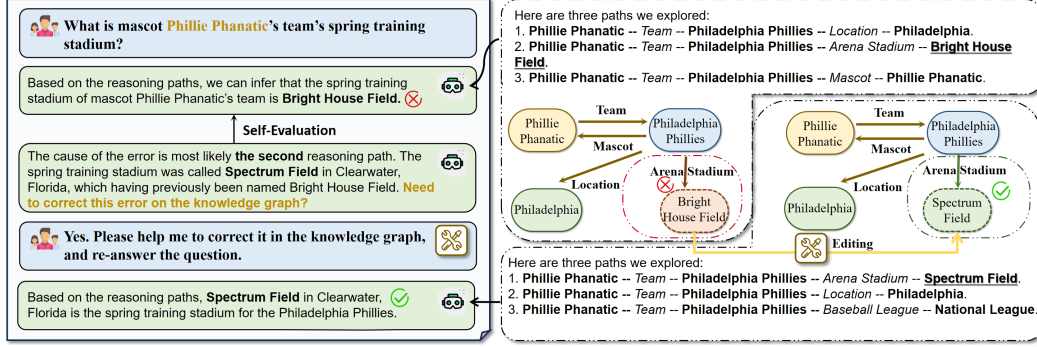 What is mascot Phillie Phanatic's team's spring training
stadium?
Based on the reasoning paths, we can infer that the spring training
stadium of mascot Phillie Phanatic's team is Bright House Field.
Self-Evaluation
The cause of the error is most likely the second reasoning path. The
spring training stadium was called Spectrum Field in Clearwater,
Florida, which having previously been named Bright House Field. Need
to correct this error on the knowledge graph?
Yes. Please help me to correct it in the knowledge graph,
and re-answer the question.
Based on the reasoning paths, Spectrum Field in Clearwater,
Florida is the spring training stadium for the Philadelphia Phillies.
Here are three paths we explored:
1. Phillie Phanatic -- Team -- Philadelphia Phillies -- Location -- Philadelphia.
2. Phillie Phanatic -- Team -- Philadelphia Phillies -- Arena Stadium -- Bright House
Field.
3. Phillie Phanatic -- Team -- Philadelphia Phillies -- Mascot -- Phillie Phanatic.
Team
Phillie
Phanatic
Philadelphia
Phillies
Mascot
Location
Arena Stadium
Philadelphia
Bright
House Field
Team
Phillie
Phanatic
Philadelphia
Phillies
Mascot
Location
Arena Stadium
Philadelphia
Spectrum
Field
Editing
Here are three paths we explored:
1. Phillie Phanatic -- Team -- Philadelphia Phillies -- Arena Stadium -- Spectrum Field.
2. Phillie Phanatic -- Team -- Philadelphia Phillies -- Location -- Philadelphia.
3. Phillie Phanatic -- Team -- Philadelphia Phillies -- Baseball League -- National League.